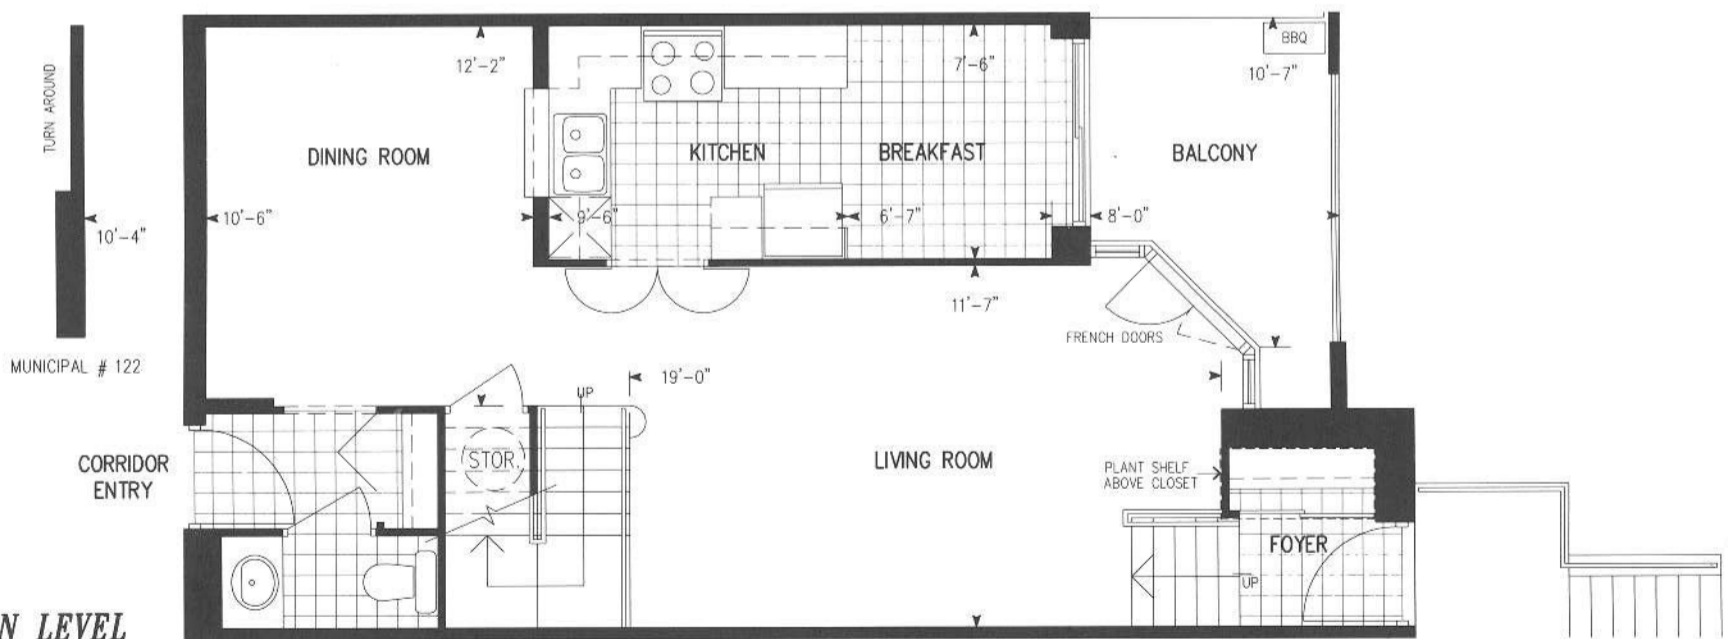 TURN AROUND
10'-4"
MUNICIPAL # 122
12'-2"
DINING ROOM
10'-6"
KITCHEN
9'-6"
7'-6"
BREAKFAST
6'-7"
BBQ
10'-7"
BALCONY
8'-0"
11'-7"
FRENCH DOORS
19'-0"
UP
CORRIDOR
ENTRY
STOR.
LIVING ROOM
PLANT SHELF
ABOVE CLOSET
FOYER
UP
N LEVEL